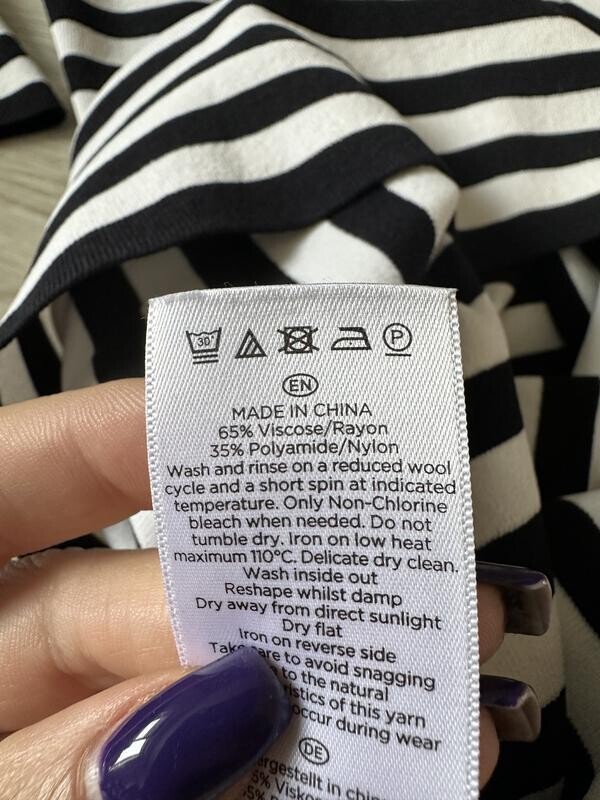 30°
P
EN
MADE IN CHINA
65% Viscose/Rayon
35% Polyamide/Nylon
Wash and rinse on a reduced wool
cycle and a short spin at indicated
temperature. Only Non-Chlorine
bleach when needed. Do not
tumble dry. Iron on low heat
maximum 110°C. Delicate dry clean.
Wash inside out
Reshape whilst damp
Dry away from direct sunlight
Dry flat
Iron on reverse side
to avoid snagging
to the natural
of this yarn
occur during wear
DE
in china